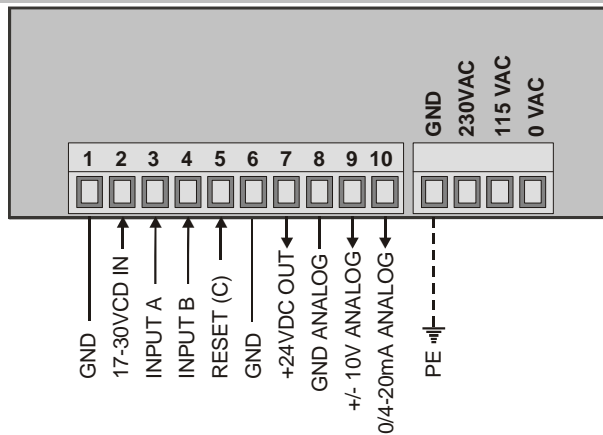 GND
230VAC
115 VAC
0 VAC
1 2 3 4 5 6 7 8 9 10
GND
17-30VCD IN
INPUT A
INPUT B
RESET (C)
GND
+24VDC OUT
GND ANALOG
+/- 10V ANALOG
0/4-20mA ANALOG
PE